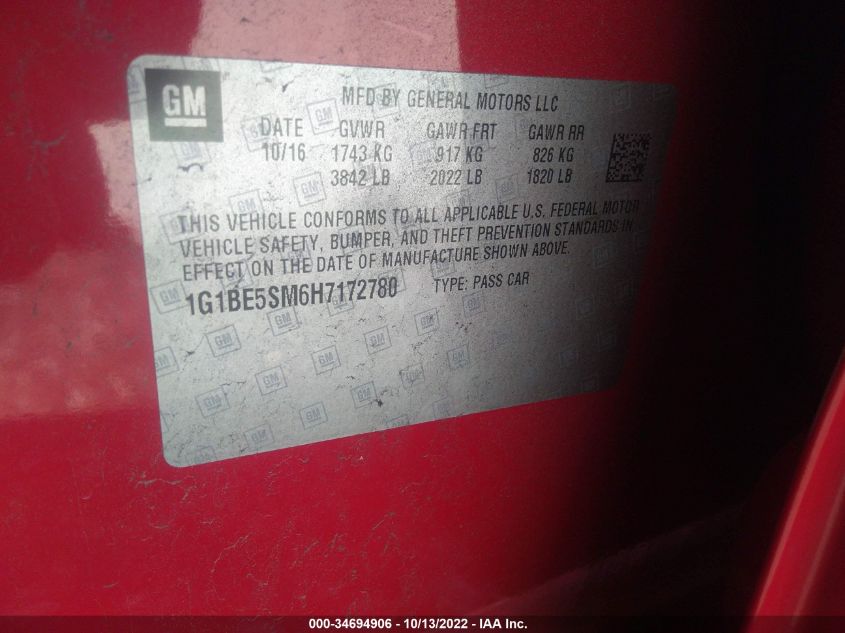 GM
MFD BY GENERAL MOTORS LLC
DATE GVWR GAWR FRT GAWR RR
10/16 1743 KG 917 KG 826 KG
3842 LB 2022 LB 1820 LB
THIS VEHICLE CONFORMS TO ALL APPLICABLE U.S. FEDERAL MOTOR
VEHICLE SAFETY, BUMPER, AND THEFT PREVENTION STANDARDS IN
EFFECT ON THE DATE OF MANUFACTURE SHOWN ABOVE.
1G1BE5SM6H7172780 TYPE: PASS CAR
000-34694906 - 10/13/2022 - IAA Inc.